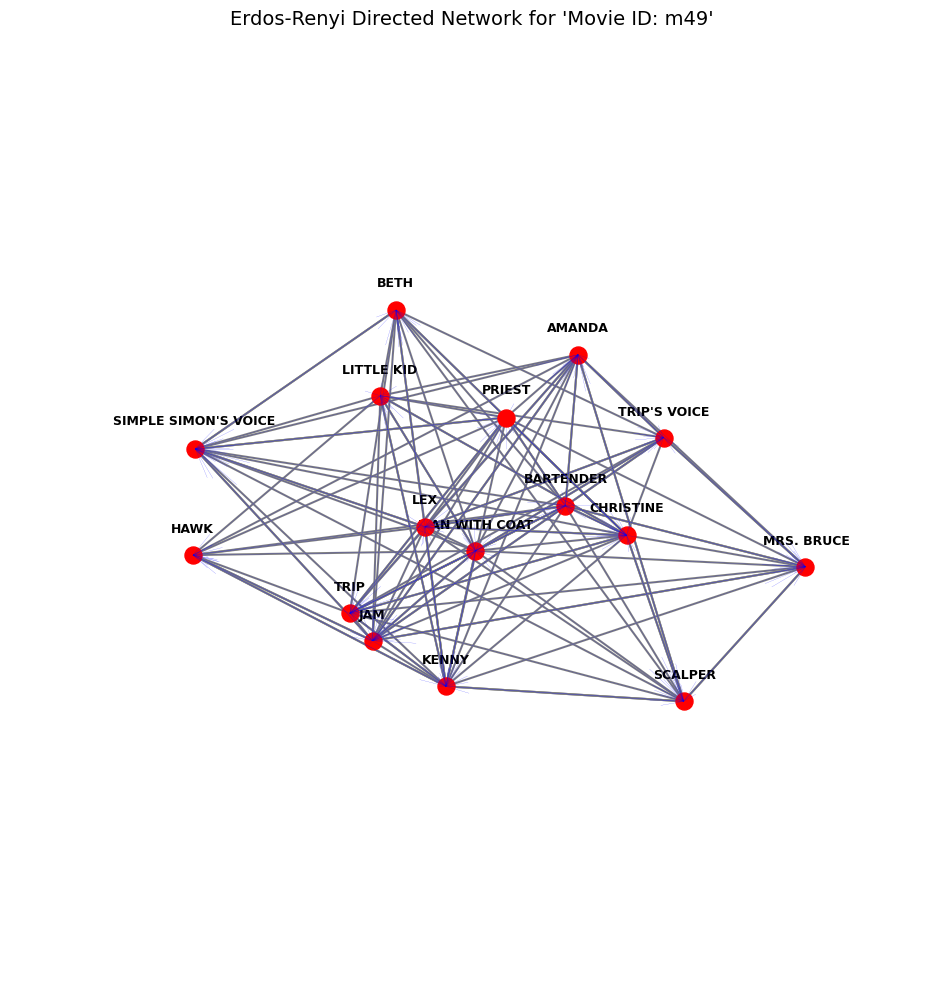 Erdos-Renyi Directed Network for 'Movie ID: m49'
BETH
AMANDA
LITTLE KID
PRIEST
TRIP'S VOICE
SIMPLE SIMON'S VOICE
BARTENDER
LEX
CHRISTINE
AN WITH COAT
HAWK
MRS. BRUCE
TRIP
JAM
KENNY
SCALPER